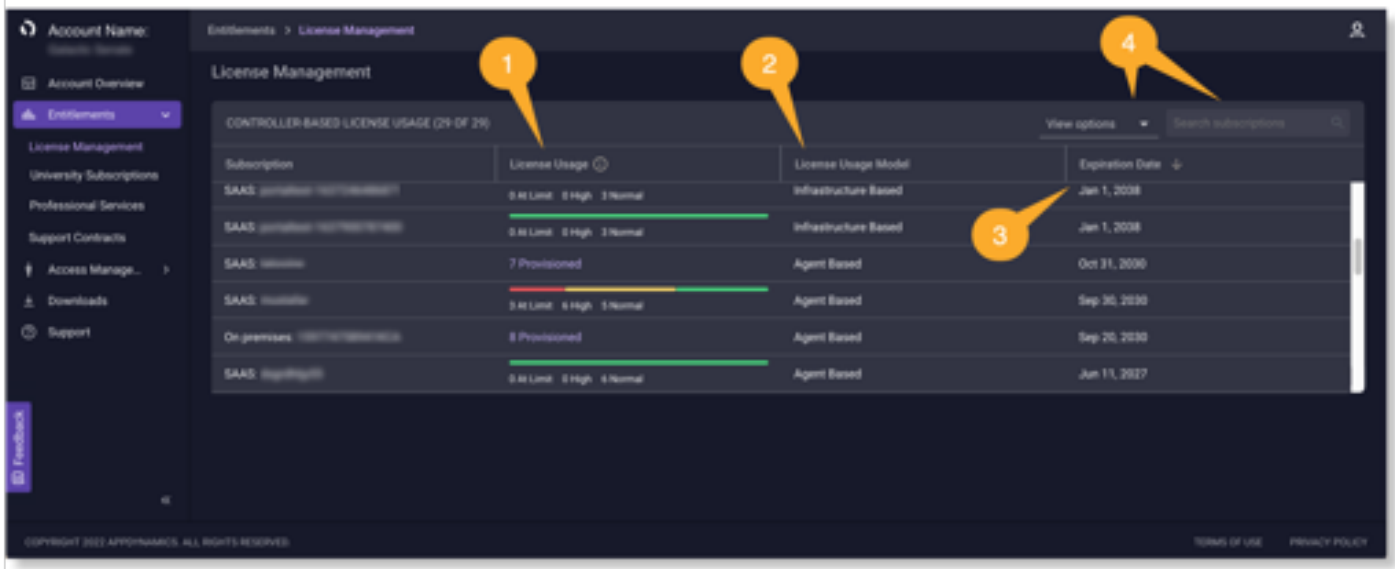 Account Name:
Entitlements > License Management
1
2
4
License Management
Account Overview
Entitlements
CONTROLLER-BASED LICENSE USAGE (29 OF 29)
View options
Search subscriptions
License Management
Subscription
License Usage
License Usage Model
Expiration Date
University Subscriptions
SAAS:
0 At Limit 0 High 3 Normal
Infrastructure Based
Jan 1, 2038
Professional Services
SAAS:
0 At Limit 0 High 3 Normal
Infrastructure Based
3
Jan 1, 2038
Support Contracts
SAAS:
7 Provisioned
Agent Based
Oct 31, 2030
Access Manage...
SAAS:
3 At Limit 6 High 5 Normal
Agent Based
Sep 30, 2030
Downloads
On premises:
8 Provisioned
Agent Based
Sep 20, 2030
Support
SAAS:
0 At Limit 0 High 6 Normal
Agent Based
Jun 11, 2027
Feedback
COPYRIGHT 2022 APPDYNAMICS. ALL RIGHTS RESERVED.
TERMS OF USE
PRIVACY POLICY